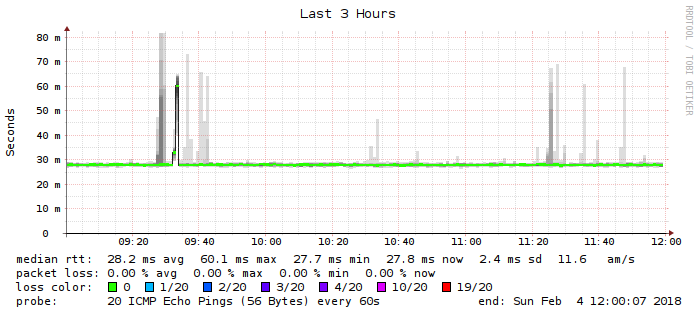 Last 3 Hours
RRDTOOL / TOBI OETIKER
Seconds
80 m
70 m
60 m
50 m
40 m
30 m
20 m
10 m
0
09:20 09:40 10:00 10:20 10:40 11:00 11:20 11:40 12:00
median rtt: 28.2 ms avg 60.1 ms max 27.7 ms min 27.8 ms now 2.4 ms sd 11.6 am/s
packet loss: 0.00 % avg 0.00 % max 0.00 % min 0.00 % now
loss color: 0 1/20 2/20 3/20 4/20 10/20 19/20
probe: 20 ICMP Echo Pings (56 Bytes) every 60s end: Sun Feb 4 12:00:07 2018